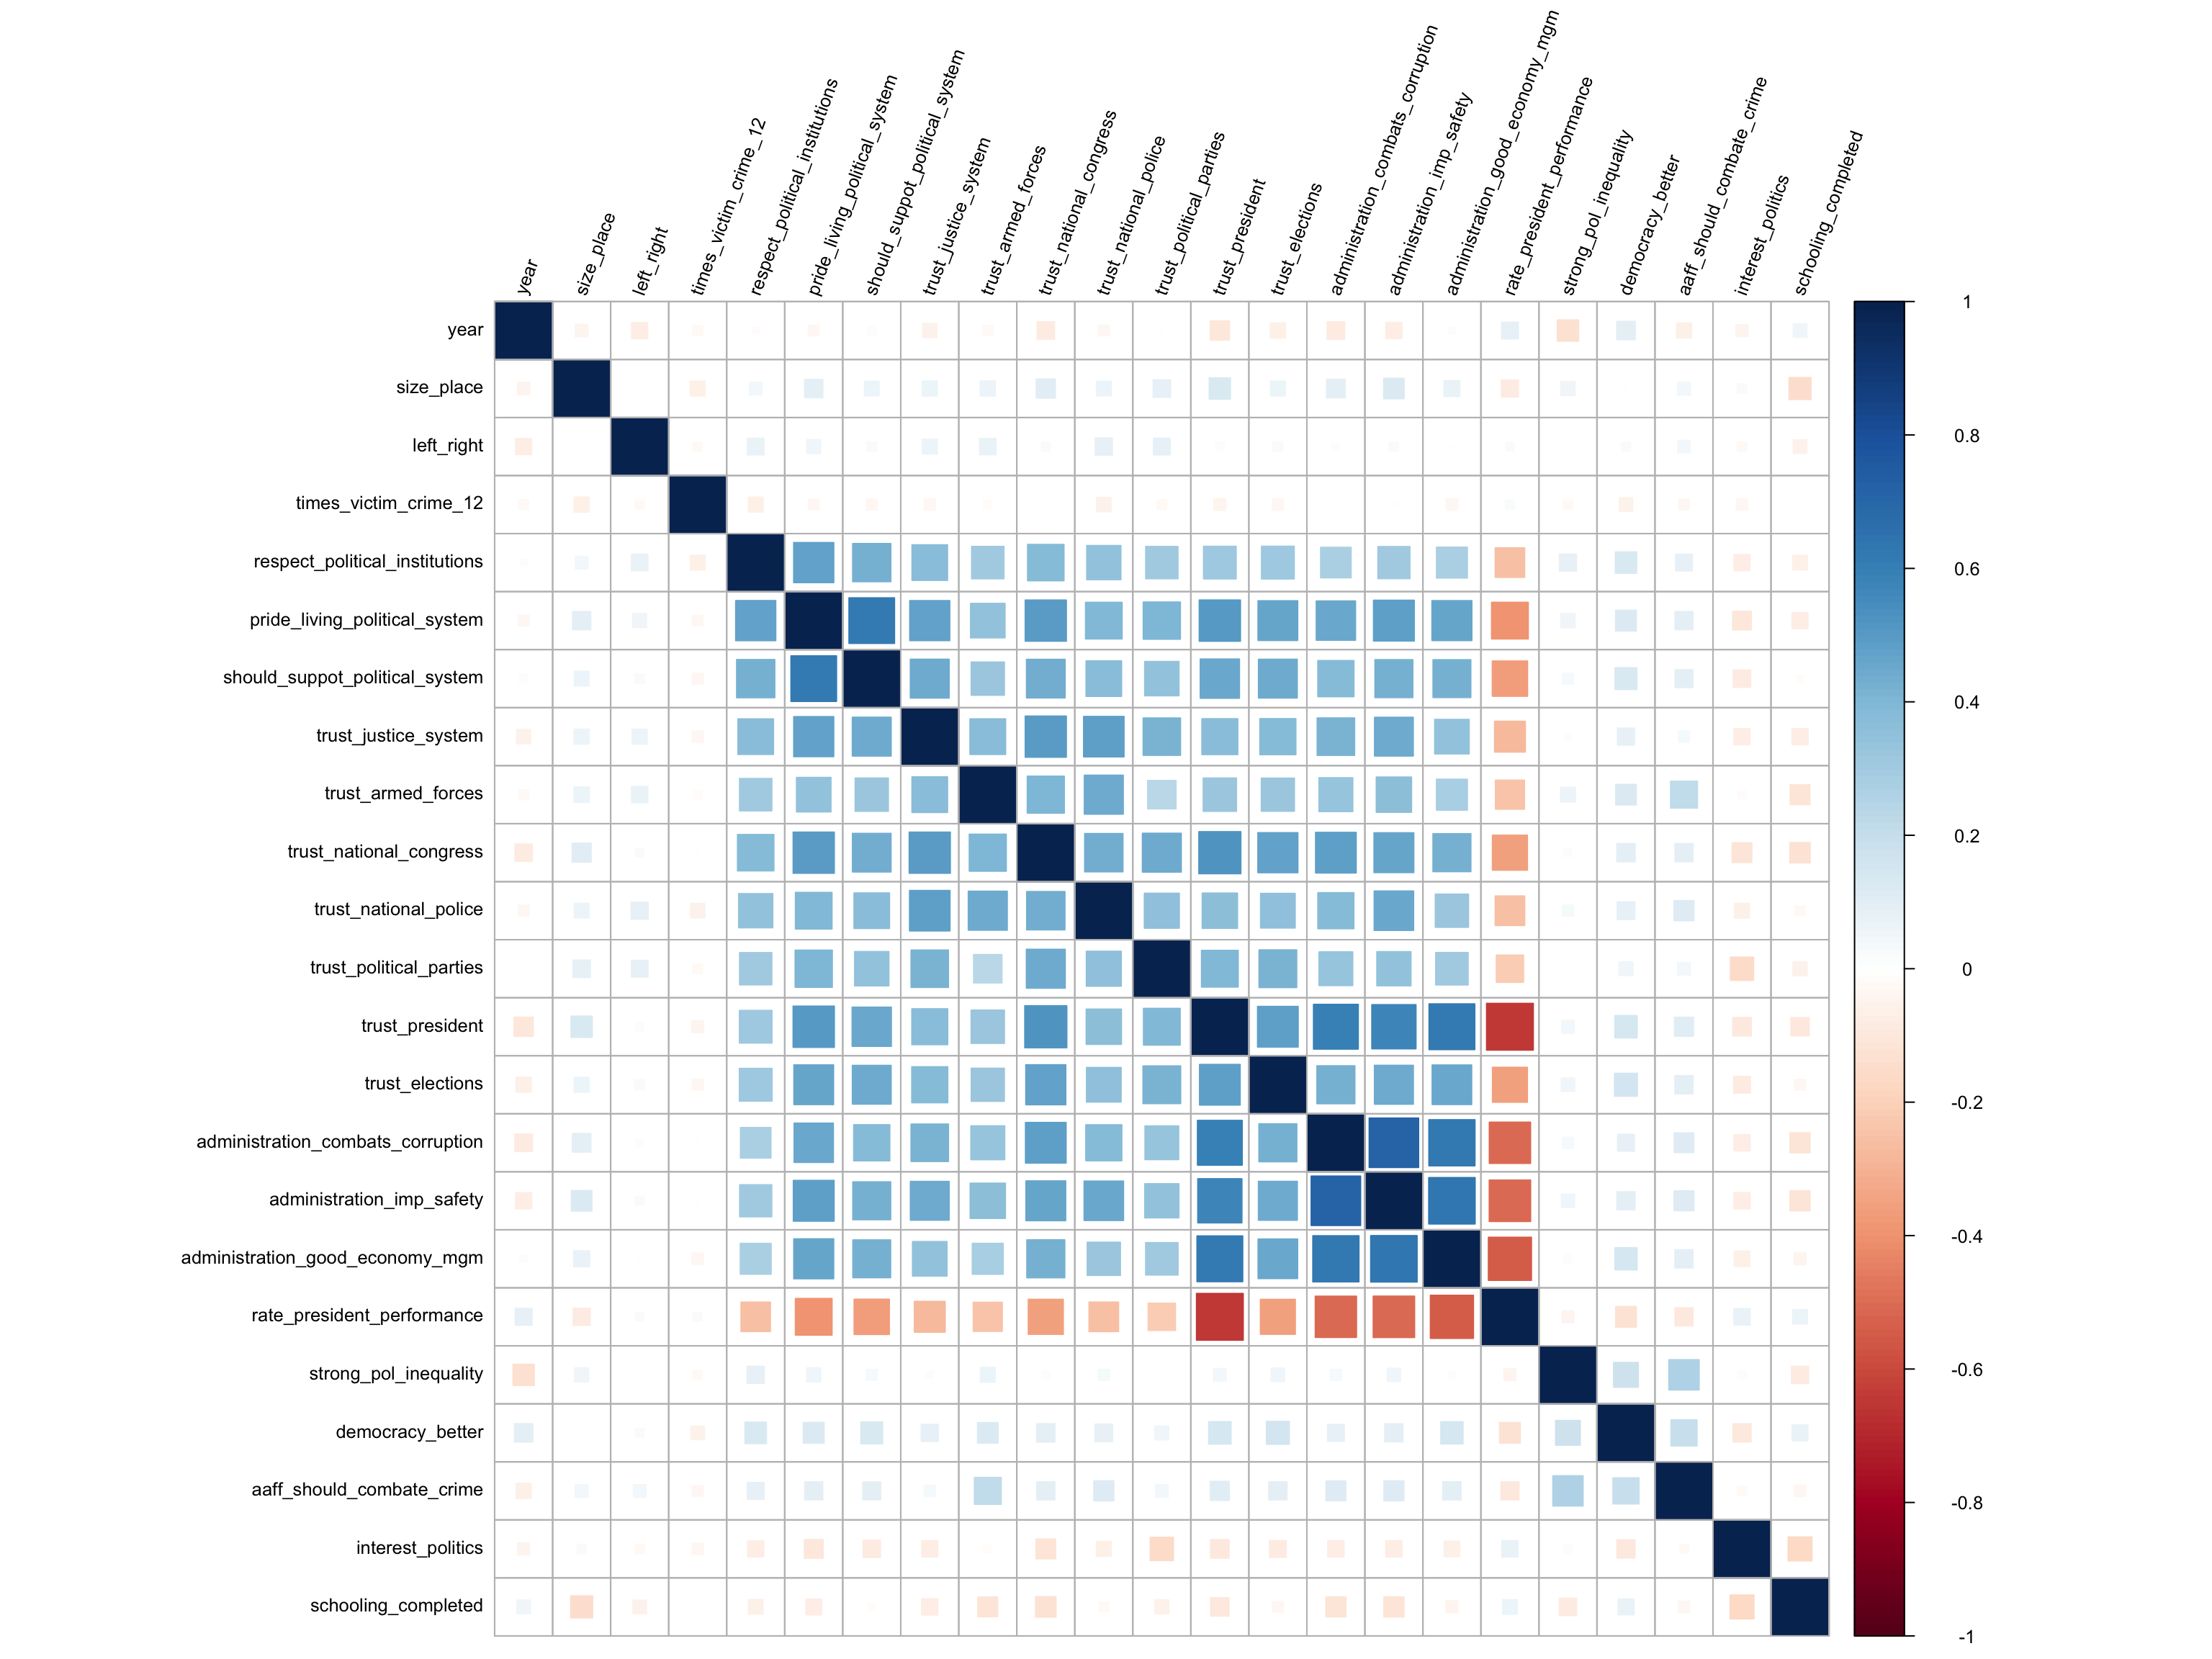 year
size_place
left_right
times_victim_crime_12
respect_political_institutions
pride_living_political_system
should_suppot_political_system
trust_justice_system
trust_armed_forces
trust_national_congress
trust_national_police
trust_political_parties
trust_president
trust_elections
administration_combats_corruption
administration_imp_safety
administration_good_economy_mgm
rate_president_performance
strong_pol_inequality
democracy_better
aaff_should_combate_crime
interest_politics
schooling_completed
year
size_place
left_right
times_victim_crime_12
respect_political_institutions
pride_living_political_system
should_suppot_political_system
trust_justice_system
trust_armed_forces
trust_national_congress
trust_national_police
trust_political_parties
trust_president
trust_elections
administration_combats_corruption
administration_imp_safety
administration_good_economy_mgm
rate_president_performance
strong_pol_inequality
democracy_better
aaff_should_combate_crime
interest_politics
schooling_completed
1
0.8
0.6
0.4
0.2
0
-0.2
-0.4
-0.6
-0.8
-1